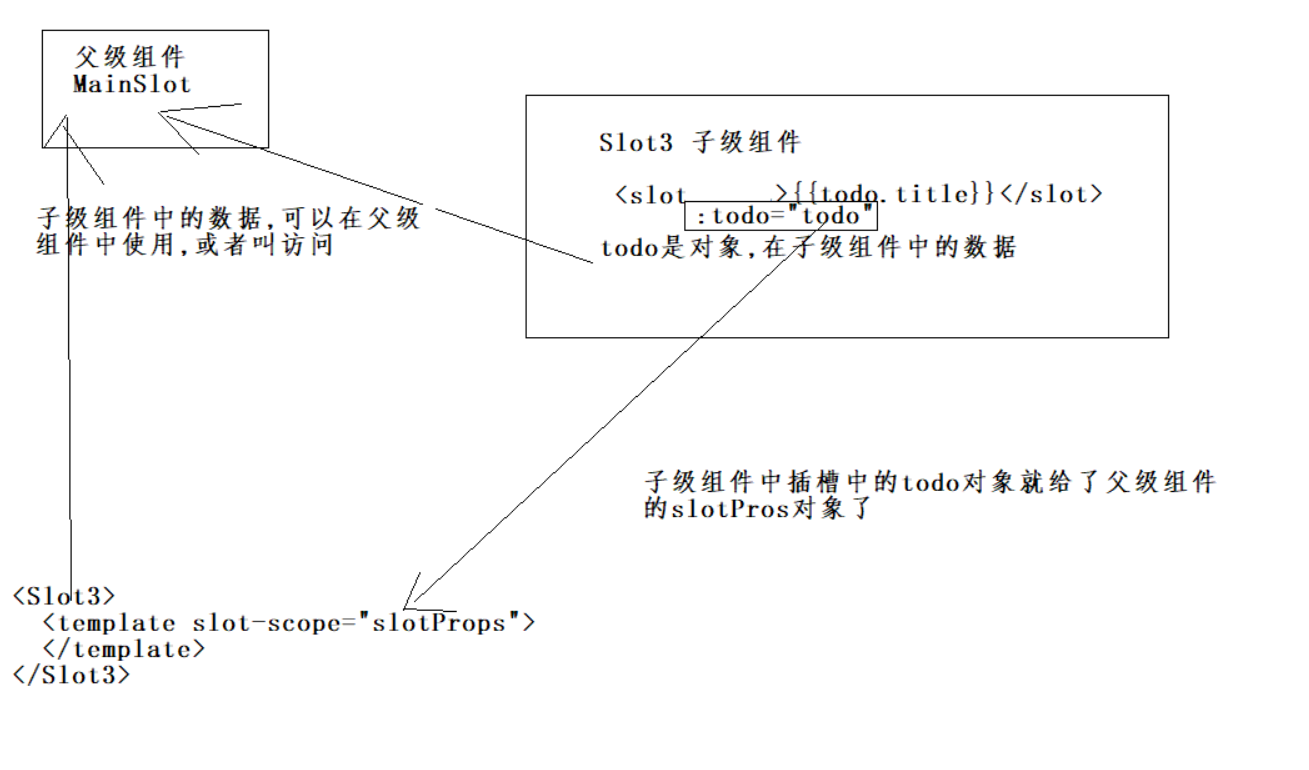 父级组件
MainSlot
Slot3 子级组件
<slot >{{todo.title}}</slot>
:todo="todo"
todo是对象,在子级组件中的数据
子级组件中的数据,可以在父级
组件中使用,或者叫访问
子级组件中插槽中的todo对象就给了父级组件
的slotPros对象了
<Slot3>
<template slot-scope="slotProps">
</template>
</Slot3>